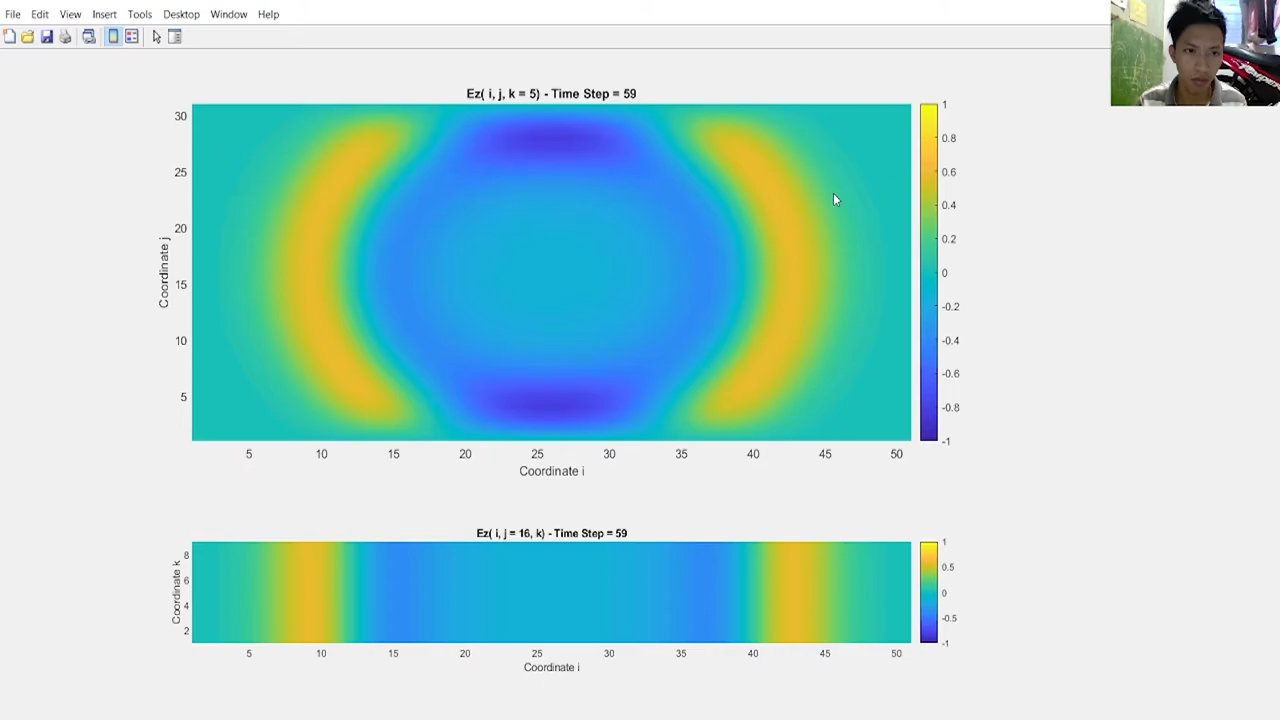 File Edit View Insert Tools Desktop Window Help
Ez( i, j, k = 5) - Time Step = 59
30
25
20
15
10
5
Coordinate j
5 10 15 20 25 30 35 40 45 50
Coordinate i
1
0.8
0.6
0.4
0.2
0
-0.2
-0.4
-0.6
-0.8
-1
Ez( i, j = 16, k) - Time Step = 59
8
6
4
2
Coordinate k
5 10 15 20 25 30 35 40 45 50
Coordinate i
1
0.5
0
-0.5
-1